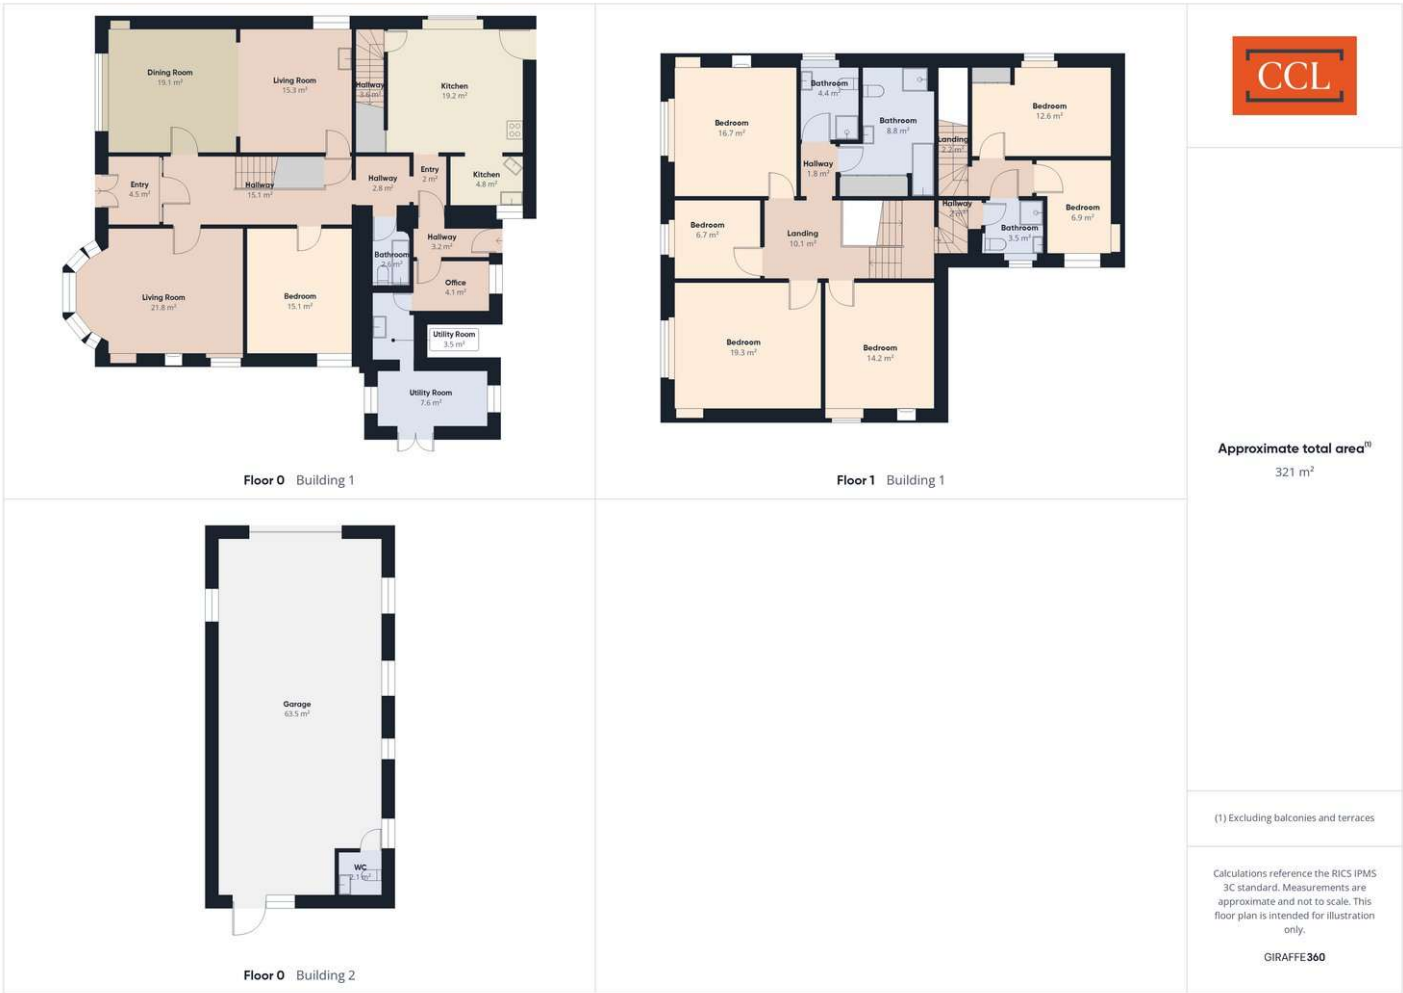 Dining Room
19.1 m²
Living Room
15.3 m²
Hallway
3.6 m²
Kitchen
19.2 m²
Entry
4.5 m²
Hallway
15.1 m²
Hallway
2.8 m²
Entry
2 m²
Kitchen
4.8 m²
Hallway
3.2 m²
Bathroom
Office
4.1 m²
Living Room
21.8 m²
Bedroom
15.1 m²
Utility Room
3.5 m²
Utility Room
7.6 m²
Floor 0 Building 1
Bedroom
16.7 m²
Bathroom
4.4 m²
Bathroom
8.8 m²
Landing
2.2 m²
Bedroom
12.6 m²
Hallway
1.8 m²
Bedroom
6.7 m²
Landing
10.1 m²
Hallway
Bathroom
3.5 m²
Bedroom
6.9 m²
Bedroom
19.3 m²
Bedroom
14.2 m²
Floor 1 Building 1
Garage
63.5 m²
WC
2.1 m²
Floor 0 Building 2
CCL
Approximate total area⁽¹⁾
321 m²
(1) Excluding balconies and terraces
Calculations reference the RICS IPMS
3C standard. Measurements are
approximate and not to scale. This
floor plan is intended for illustration
only.
GIRAFFE360